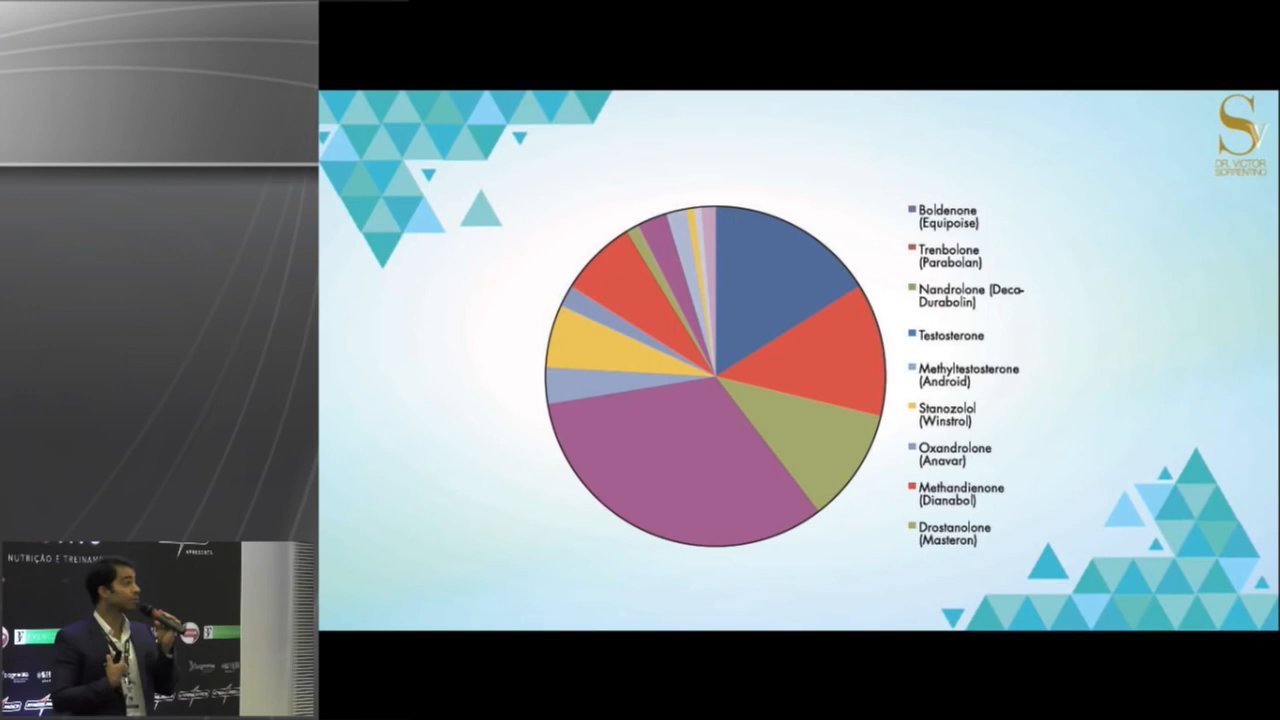 S
V
DR. VICTOR
SORRENTINO
Boldenone
(Equipoise)
Trenbolone
(Parabolan)
Nandrolone (Deca-
Durabolin)
Testosterone
Methyltestosterone
(Android)
Stanozolol
(Winstrol)
Oxandrolone
(Anavar)
Methandienone
(Dianabol)
Drostanolone
(Masteron)
APRESENTA
NUTRIÇÃO E TREINAM